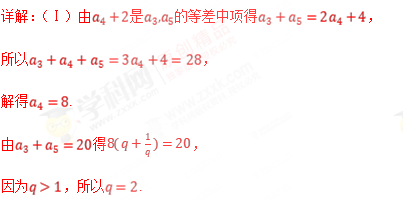 详解:(Ⅰ)由a₄+2是a₃,a₅的等差中项得a₃+a₅=2a₄+4,
所以a₃+a₄+a₅=3a₄+4=28,
解得a₄=8.
由a₃+a₅=20得8(q+1/q)=20,
因为q>1,所以q=2.